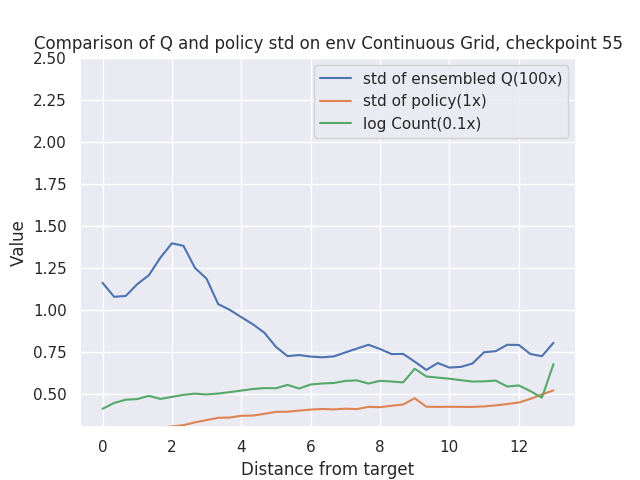 Comparison of Q and policy std on env Continuous Grid, checkpoint 55
2.50
2.25
2.00
1.75
1.50
1.25
1.00
0.75
0.50
Value
std of ensembled Q(100x)
std of policy(1x)
log Count(0.1x)
0 2 4 6 8 10 12
Distance from target